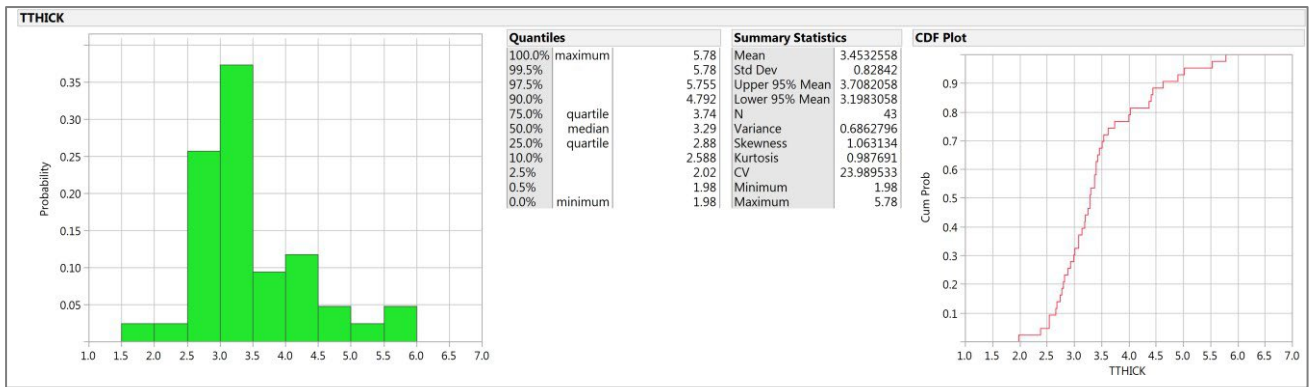 TTHICK
Probability
0.35
0.30
0.25
0.20
0.15
0.10
0.05
1.0 1.5 2.0 2.5 3.0 3.5 4.0 4.5 5.0 5.5 6.0 6.5 7.0
Quantiles
100.0% maximum 5.78
99.5% 5.78
97.5% 5.755
90.0% 4.792
75.0% quartile 3.74
50.0% median 3.29
25.0% quartile 2.88
10.0% 2.588
2.5% 2.02
0.5% 1.98
0.0% minimum 1.98
Summary Statistics
Mean 3.4532558
Std Dev 0.82842
Upper 95% Mean 3.7082058
Lower 95% Mean 3.1983058
N 43
Variance 0.6862796
Skewness 1.063134
Kurtosis 0.987691
CV 23.989533
Minimum 1.98
Maximum 5.78
CDF Plot
Cum Prob
0.9
0.8
0.7
0.6
0.5
0.4
0.3
0.2
0.1
1.0 1.5 2.0 2.5 3.0 3.5 4.0 4.5 5.0 5.5 6.0 6.5 7.0
TTHICK